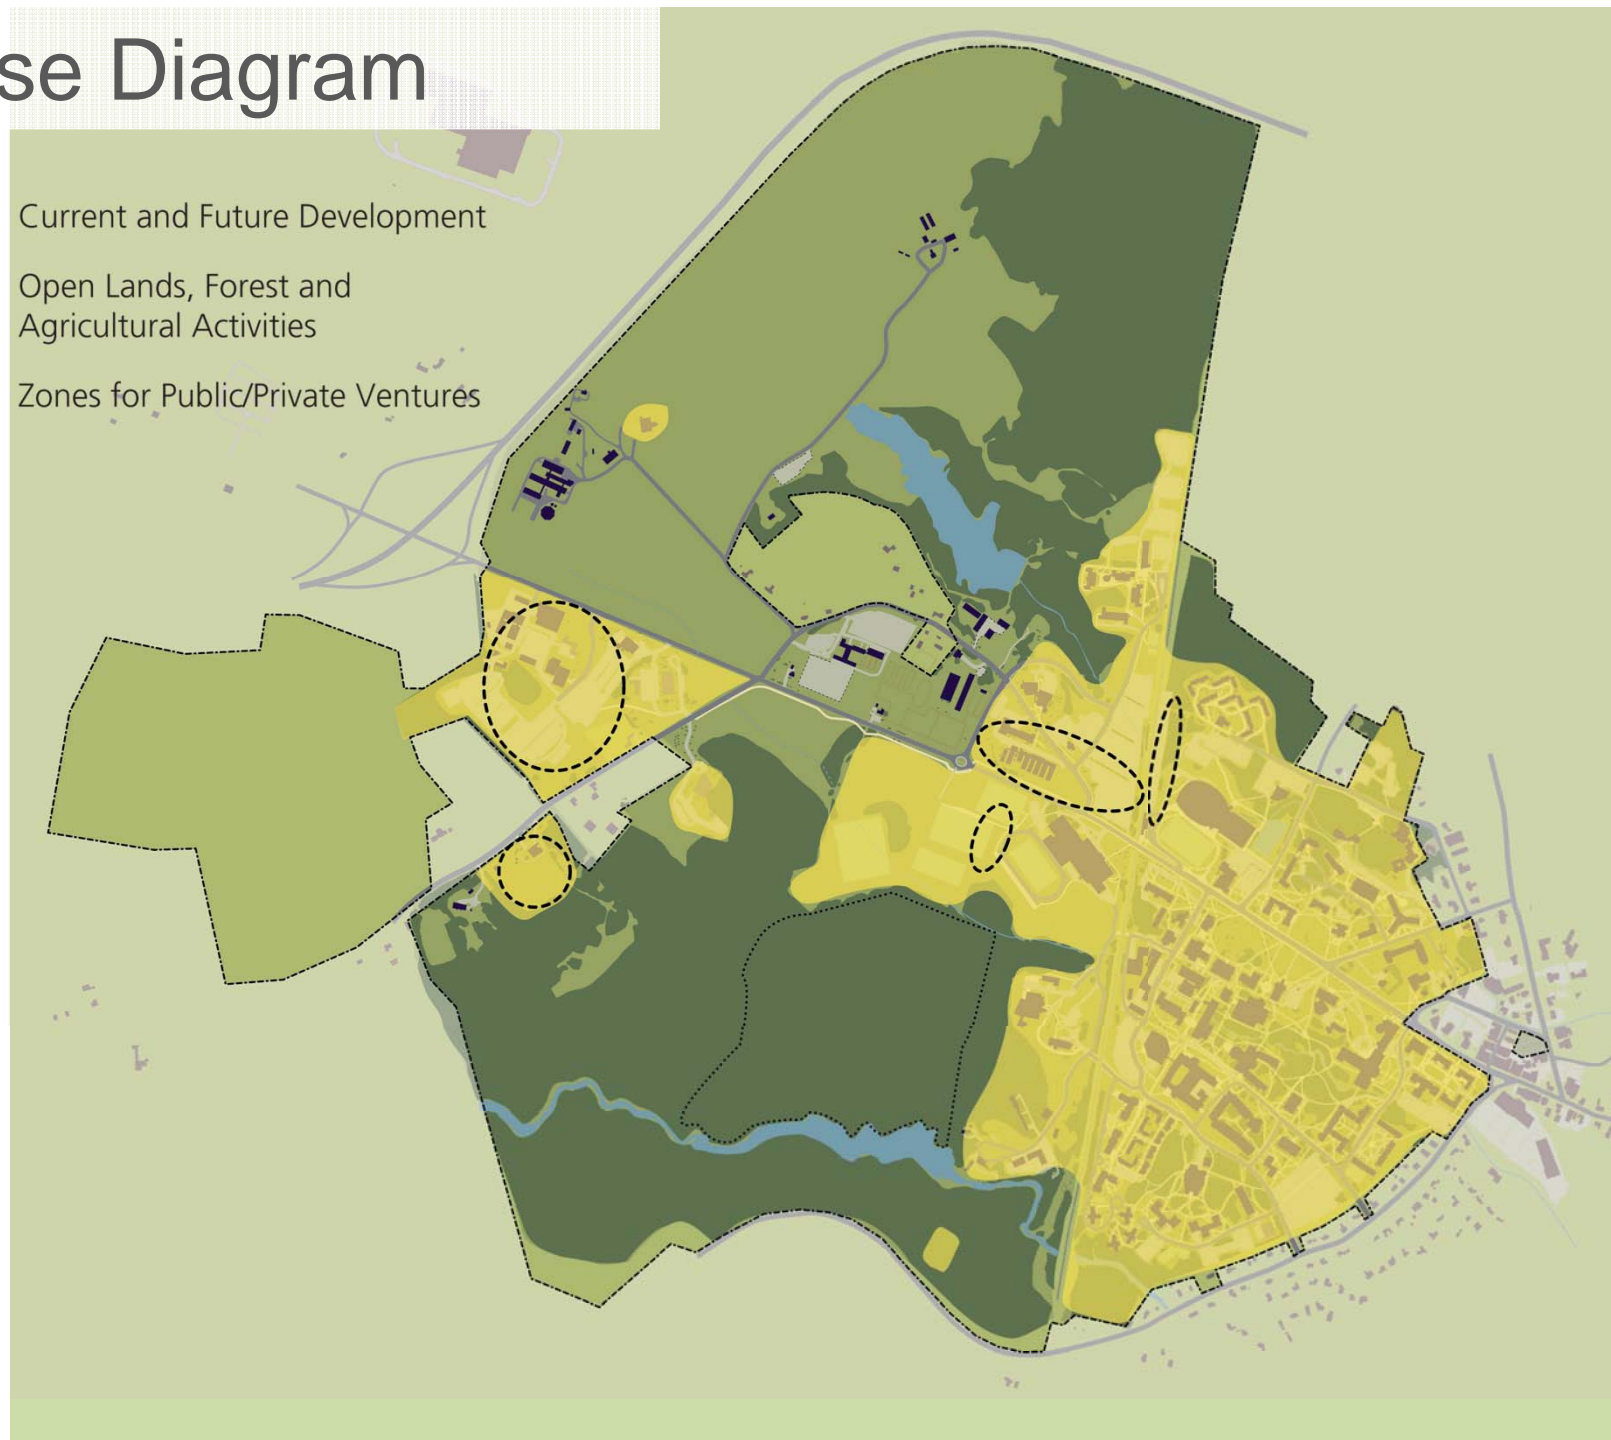 se Diagram
Current and Future Development
Open Lands, Forest and
Agricultural Activities
Zones for Public/Private Ventures